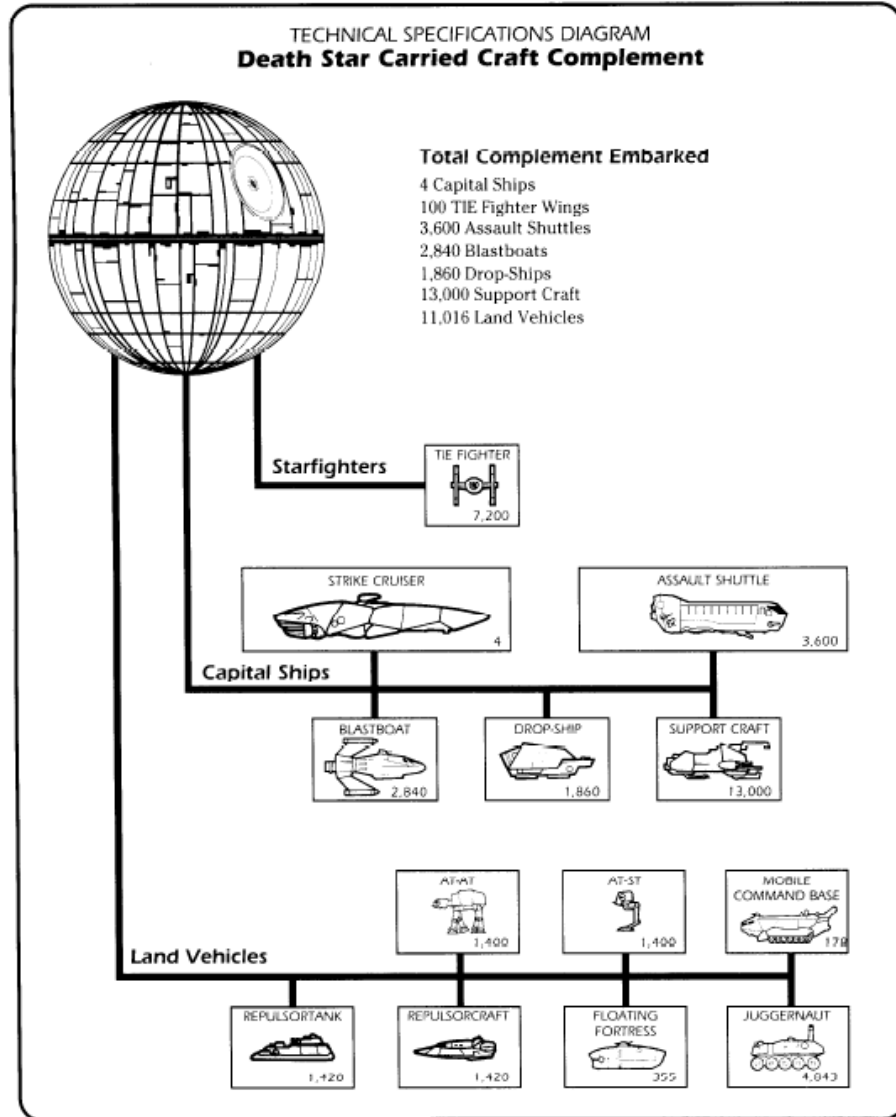 TECHNICAL SPECIFICATIONS DIAGRAM
Death Star Carried Craft Complement
Total Complement Embarked
4 Capital Ships
100 TIE Fighter Wings
3,600 Assault Shuttles
2,840 Blastboats
1,860 Drop-Ships
13,000 Support Craft
11,016 Land Vehicles
Starfighters
TIE FIGHTER
7,200
STRIKE CRUISER
4
ASSAULT SHUTTLE
3,600
Capital Ships
BLASTBOAT
2,840
DROP-SHIP
1,860
SUPPORT CRAFT
13,000
AT-AT
1,400
AT-ST
1,400
MOBILE
COMMAND BASE
178
Land Vehicles
REPULSORTANK
1,420
REPULSORCRAFT
1,420
FLOATING
FORTRESS
355
JUGGERNAUT
4,843